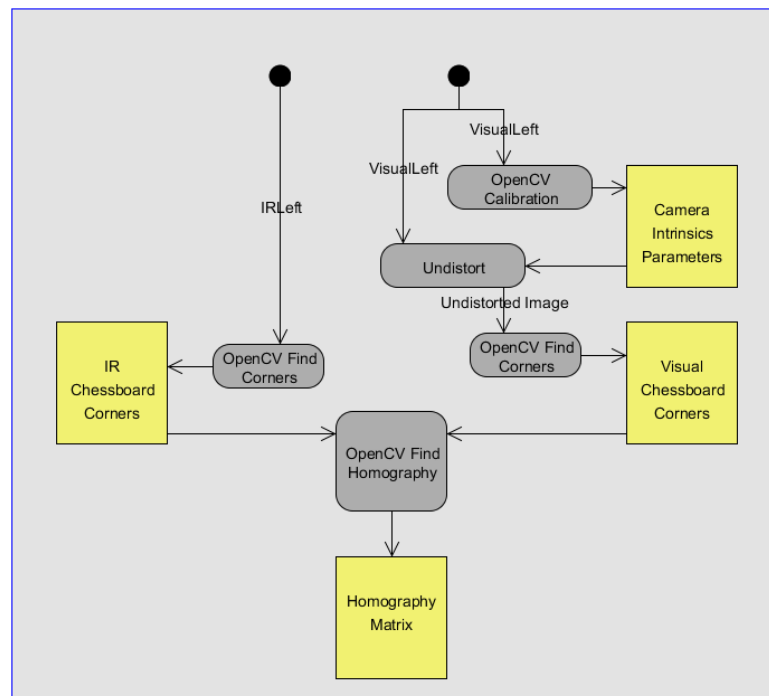 VisualLeft
VisualLeft
OpenCV
Calibration
Camera
Intrinsics
Parameters
IRLeft
Undistort
Undistorted Image
IR
Chessboard
Corners
OpenCV Find
Corners
OpenCV Find
Corners
Visual
Chessboard
Corners
OpenCV Find
Homography
Homography
Matrix